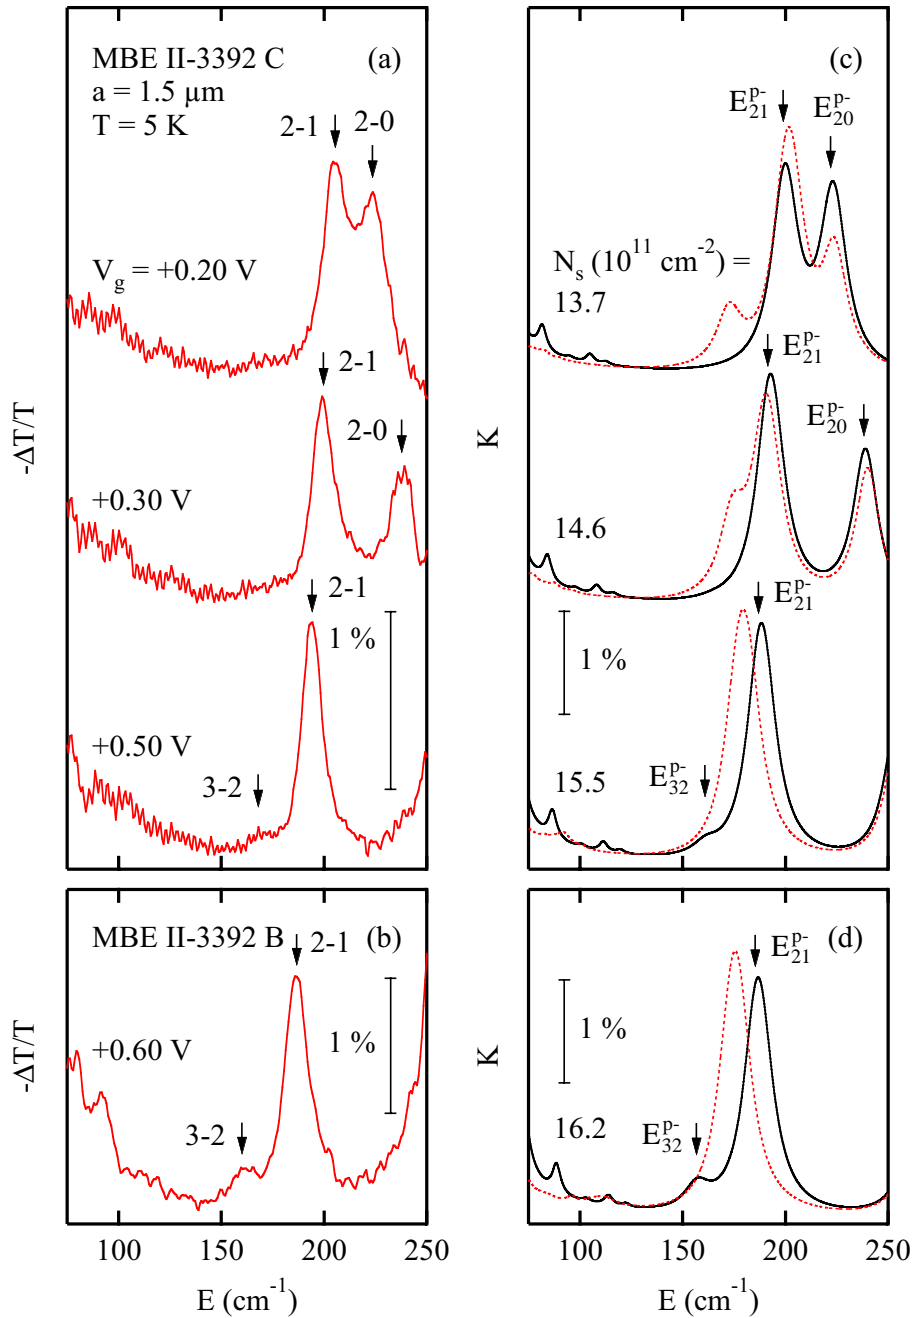 MBE II-3392 C (a)
a = 1.5 µm
T = 5 K
2-1 2-0
V_g = +0.20 V
2-1
2-0
+0.30 V
2-1
1 %
+0.50 V
3-2
-ΔT/T
MBE II-3392 B (b)
2-1
+0.60 V
1 %
3-2
-ΔT/T
100 150 200 250
E (cm^-1)
(c)
E_21^p- E_20^p-
N_s (10^11 cm^-2) =
13.7
E_21^p-
E_20^p-
14.6
E_21^p-
1 %
E_32^p-
15.5
K
(d)
E_21^p-
1 %
16.2
E_32^p-
K
100 150 200 250
E (cm^-1)